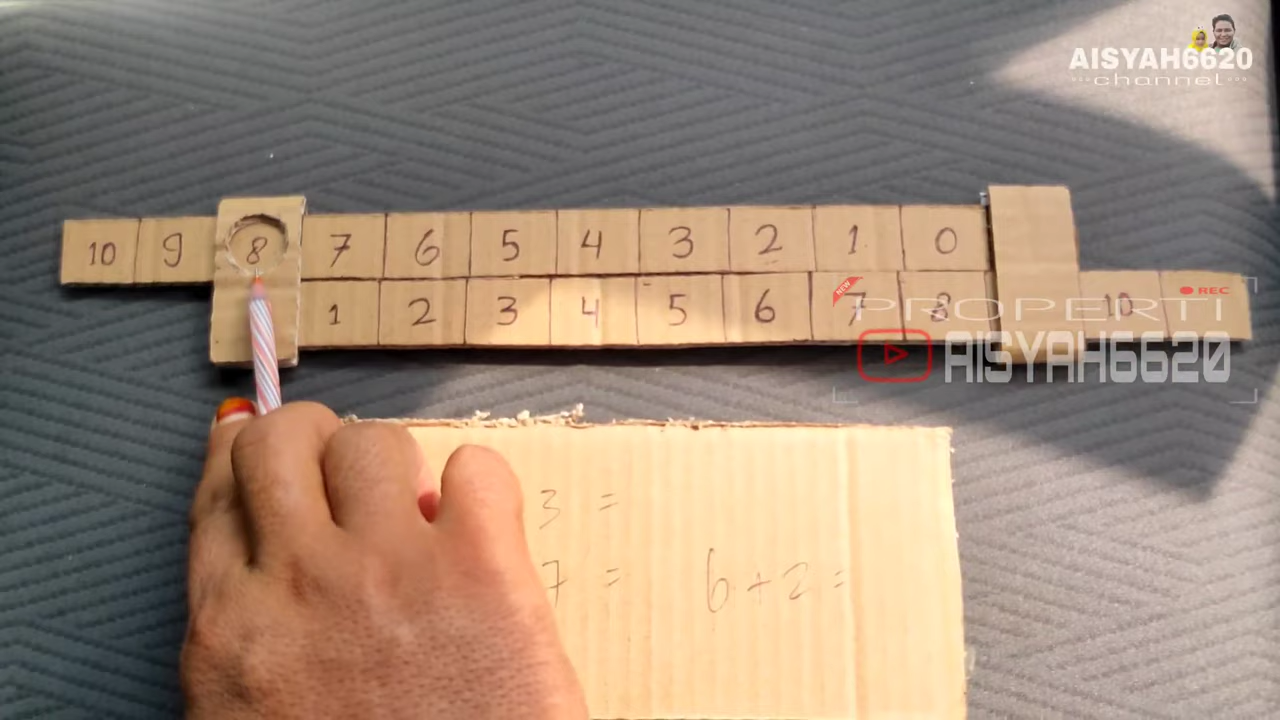 AISYAH6620
channel
10 9 8 7 6 5 4 3 2 1 0
1 2 3 4 5 6 7 8 10
NEW
REC
PROPERTI
AISYAH6620
3 =
7 = 6+2=